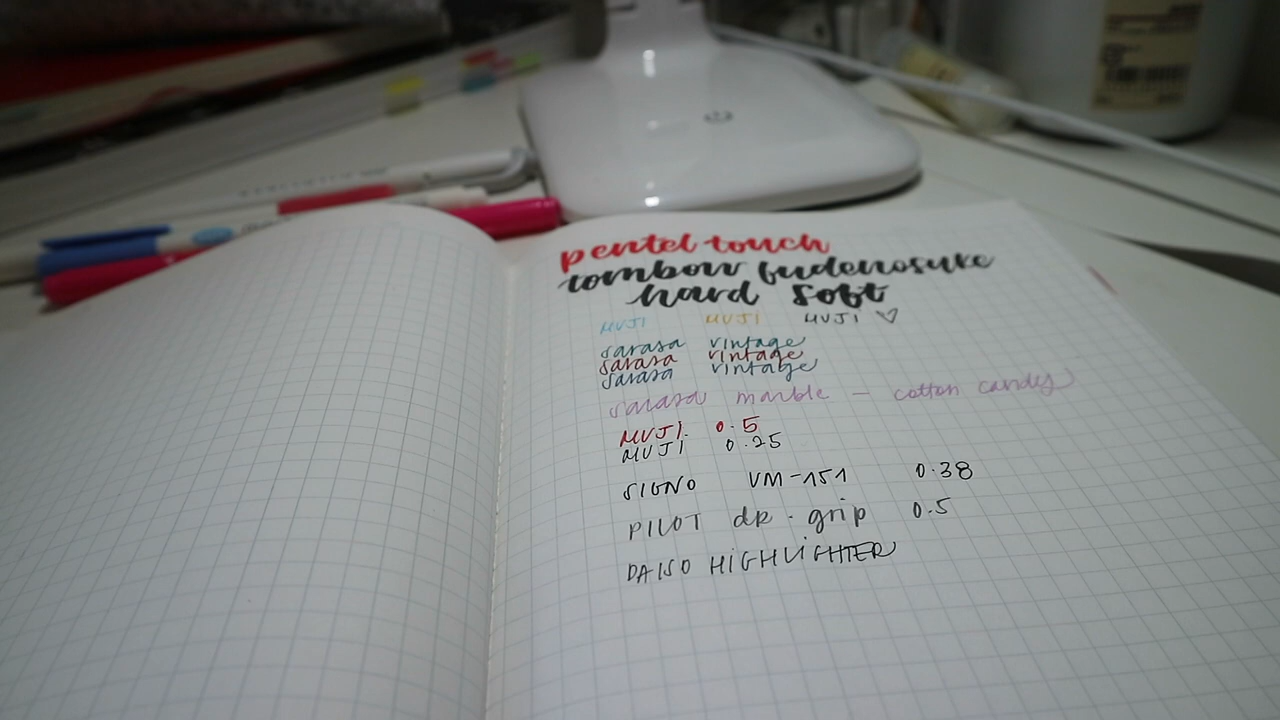 pentel touch
tombow fudenosuke
hard soft
MUJI MUJI MUJI ♡
sarasa vintage
sarasa vintage
sarasa vintage
sarasa marble - cotton candy
MUJI. 0.5
MUJI 0.25
SIGNO UM-151 0.38
PILOT dr. grip 0.5
DAISO HIGHLIGHTER